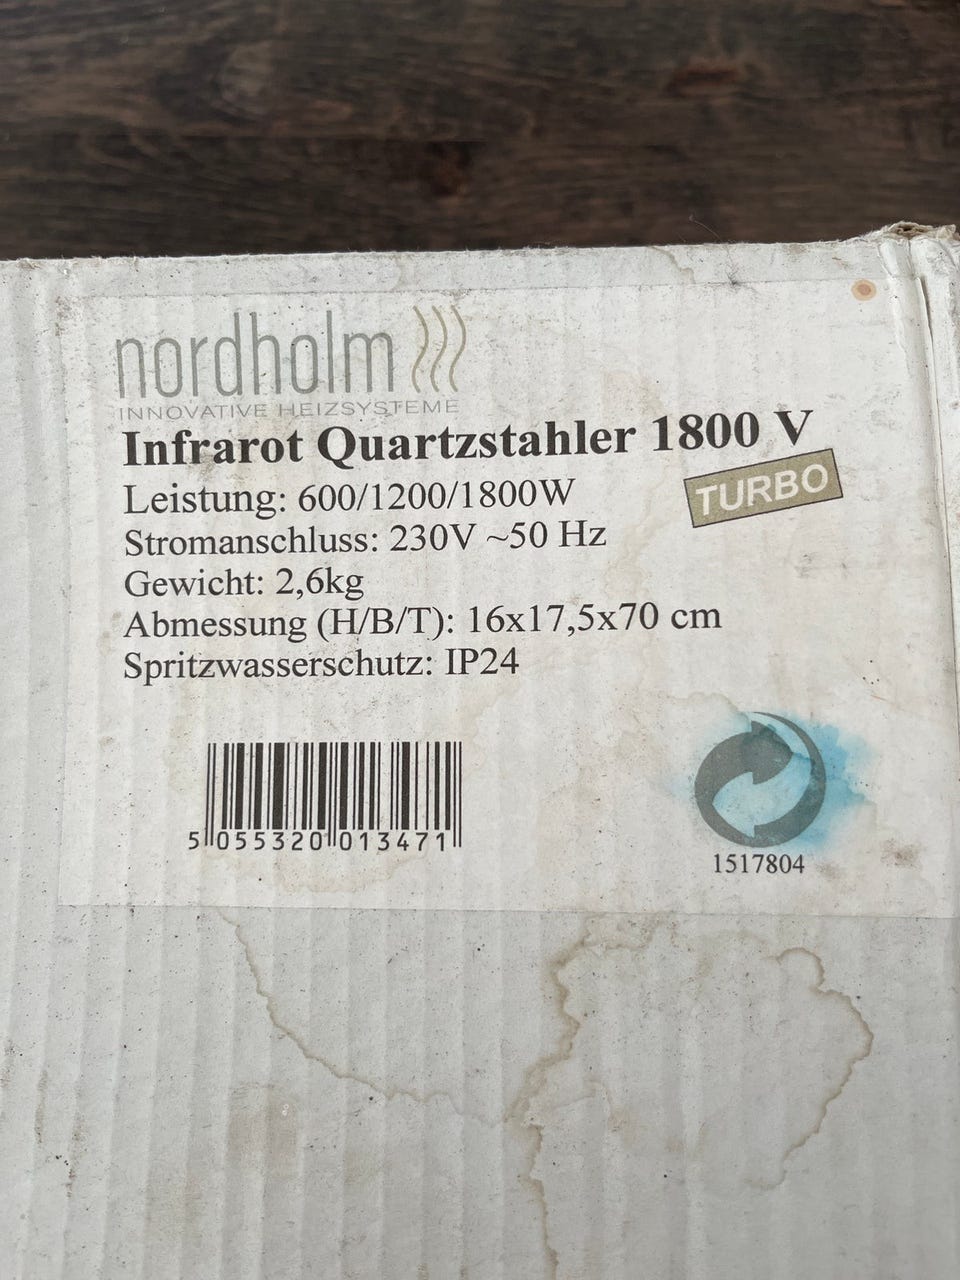 nordholm
INNOVATIVE HEIZSYSTEME
Infrarot Quartzstahler 1800 V
TURBO
Leistung: 600/1200/1800W
Stromanschluss: 230V ~50 Hz
Gewicht: 2,6kg
Abmessung (H/B/T): 16x17,5x70 cm
Spritzwasserschutz: IP24
5 055320 013471
1517804